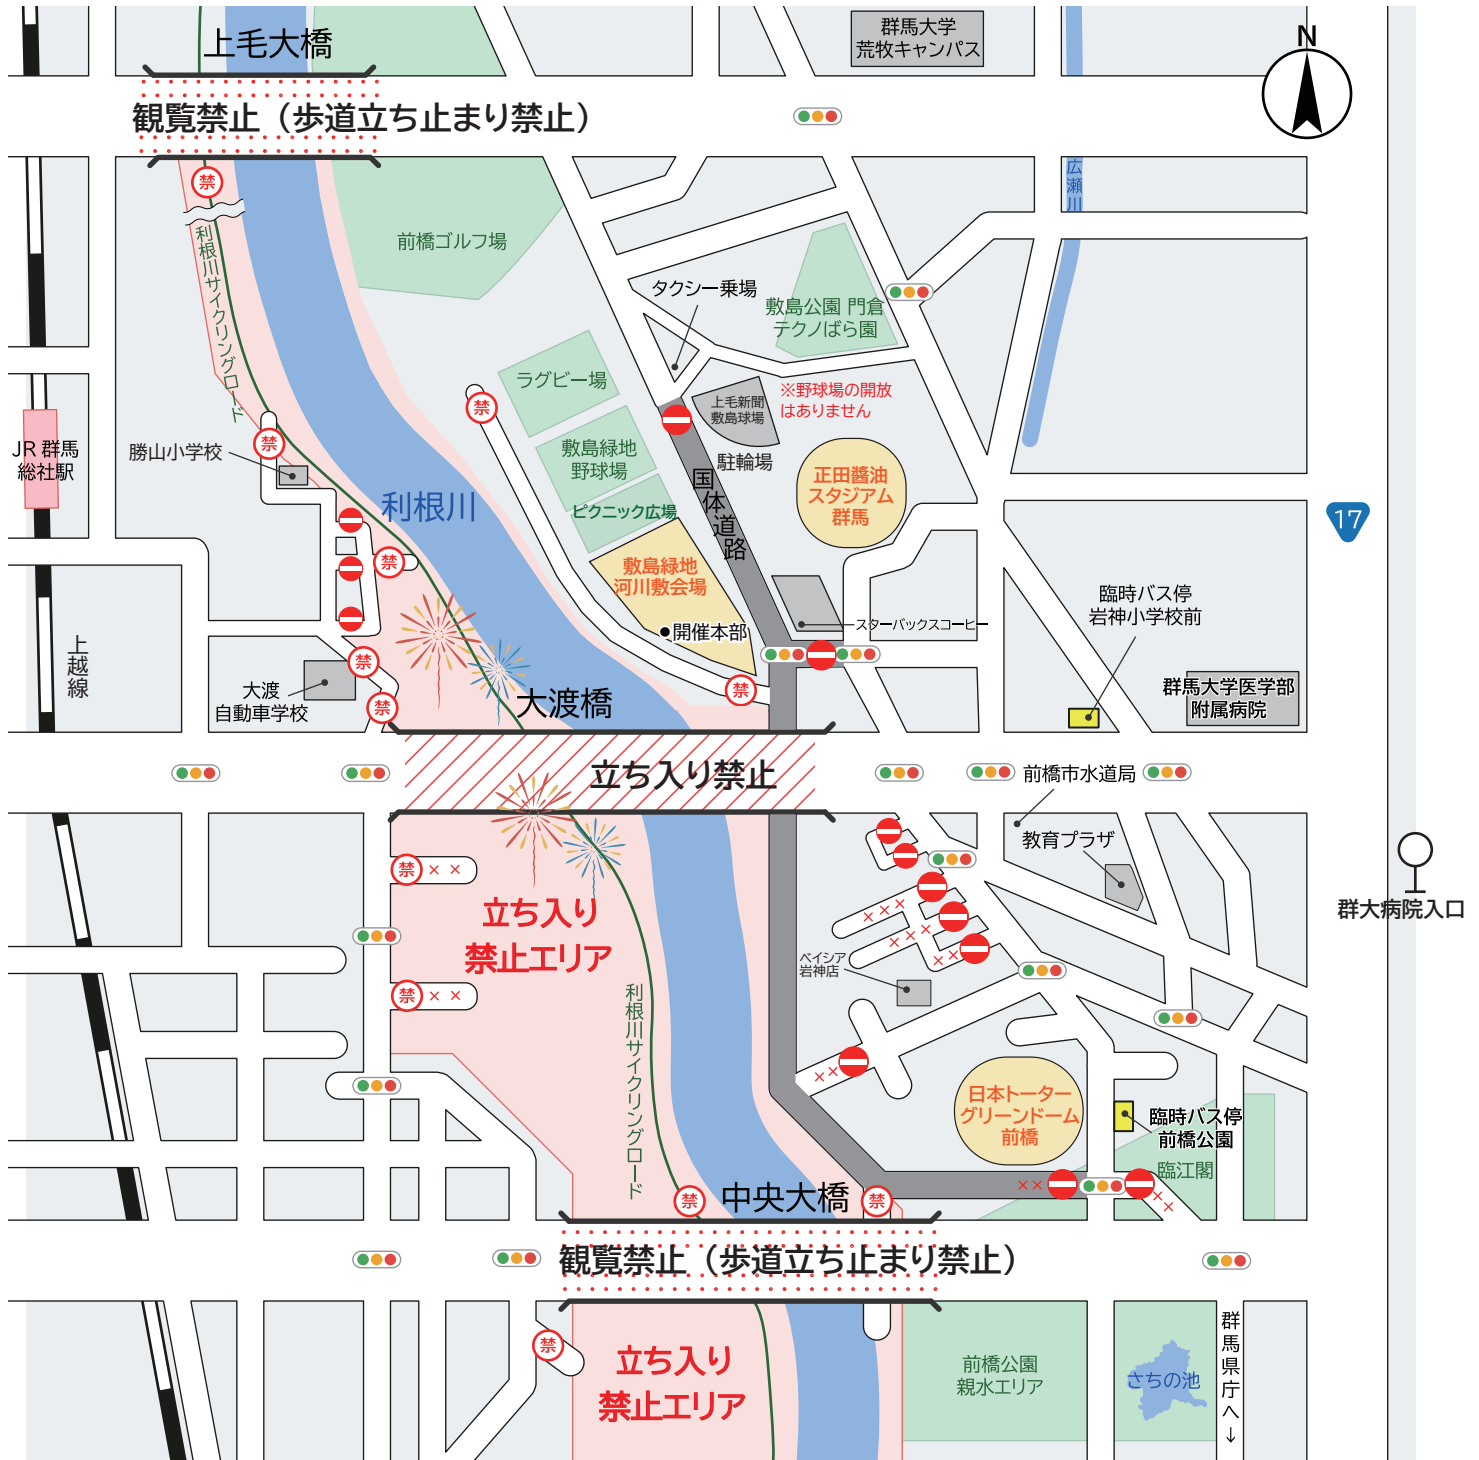 上毛大橋
群馬大学
荒牧キャンパス
N
観覧禁止（歩道立ち止まり禁止）
禁
広瀬川
利根川サイクリングロード
前橋ゴルフ場
タクシー乗場
敷島公園 門倉
テクノばら園
ラグビー場
※野球場の開放
はありません
上毛新聞
敷島球場
禁
禁
JR 群馬
総社駅
勝山小学校
敷島緑地
野球場
駐輪場
国体道路
正田醤油
スタジアム
群馬
利根川
ピクニック広場
17
禁
敷島緑地
河川敷会場
臨時バス停
岩神小学校前
スターバックスコーヒー
開催本部
上越線
禁
大渡
自動車学校
禁
禁
大渡橋
群馬大学医学部
附属病院
立ち入り禁止
前橋市水道局
教育プラザ
禁
××
立ち入り
禁止エリア
×××
×××
××
群大病院入口
ベイシア
岩神店
禁
××
利根川サイクリングロード
××
日本トーター
グリーンドーム
前橋
臨時バス停
前橋公園
臨江閣
××
××
禁
中央大橋
禁
観覧禁止（歩道立ち止まり禁止）
禁
立ち入り
禁止エリア
前橋公園
親水エリア
さちの池
群馬県庁へ↓